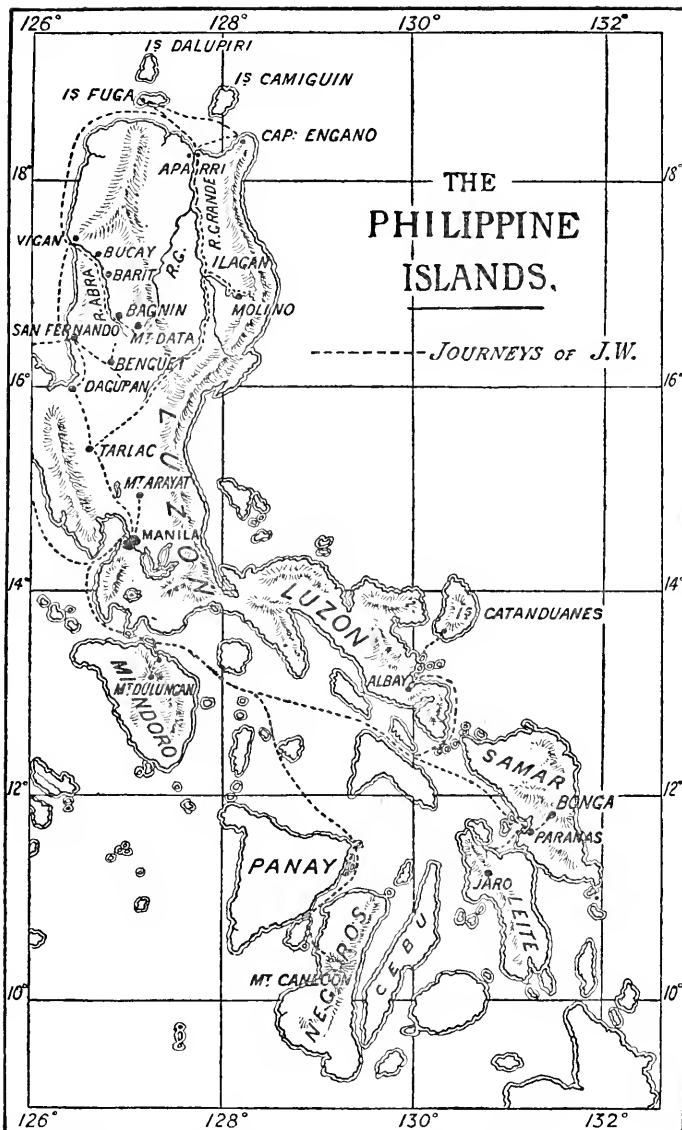 126° 128° 130° 132°
IS DALUPIRI
IS FUGA
IS CAMIGUIN
CAP: ENGANO
18° 18°
APARRI
THE
PHILIPPINE
ISLANDS.
R. GRANDE
R.G.
VIGAN
BUCAY
BARIT
R. ABRA
ILAGAN
MOLINO
BAGNIN
SAN FERNANDO
MT DATA
BENGUET
JOURNEYS OF J.W.
16° 16°
DAGUPAN
TARLAC
MT ARAYAT
MANILA
LUZON
14° 14°
LUZON
IS
CATANDUANES
ALBAY
MT DULUNCAN
MINDORO
12° 12°
SAMAR
BONGA
PARANAS
PANAY
JARO
LEITE
NEGROS
CEBU
MT CANLOON
10° 10°
126° 128° 130° 132°